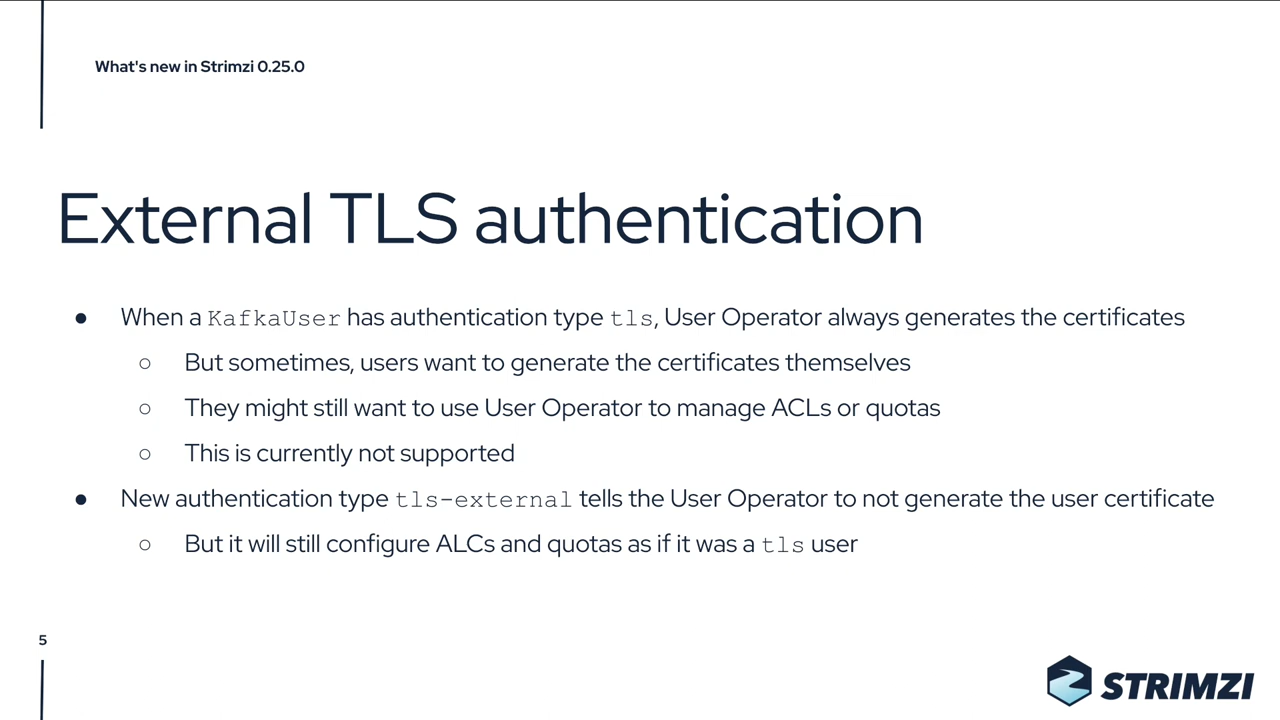 What's new in Strimzi 0.25.0
External TLS authentication
● When a KafkaUser has authentication type tls, User Operator always generates the certificates
○ But sometimes, users want to generate the certificates themselves
○ They might still want to use User Operator to manage ACLs or quotas
○ This is currently not supported
● New authentication type tls-external tells the User Operator to not generate the user certificate
○ But it will still configure ALCs and quotas as if it was a tls user
5
STRIMZI